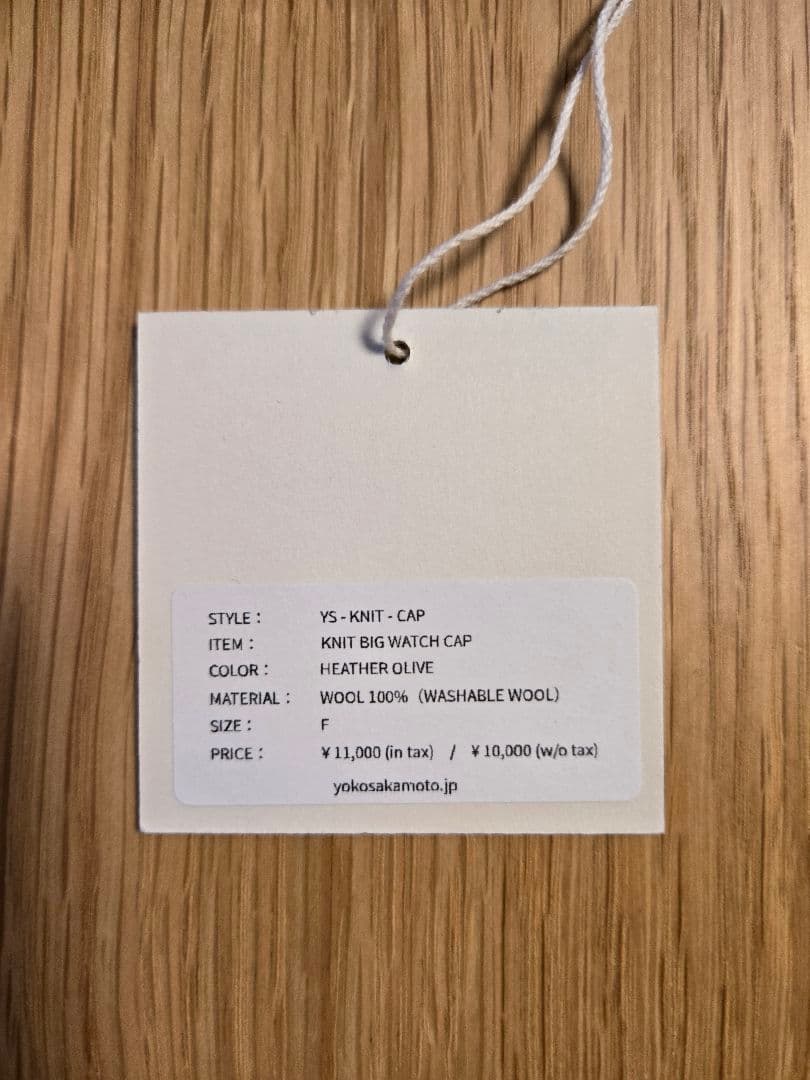 STYLE： YS - KNIT - CAP
ITEM： KNIT BIG WATCH CAP
COLOR： HEATHER OLIVE
MATERIAL： WOOL 100%（WASHABLE WOOL）
SIZE： F
PRICE： ¥ 11,000 (in tax) / ¥ 10,000 (w/o tax)
yokosakamoto.jp